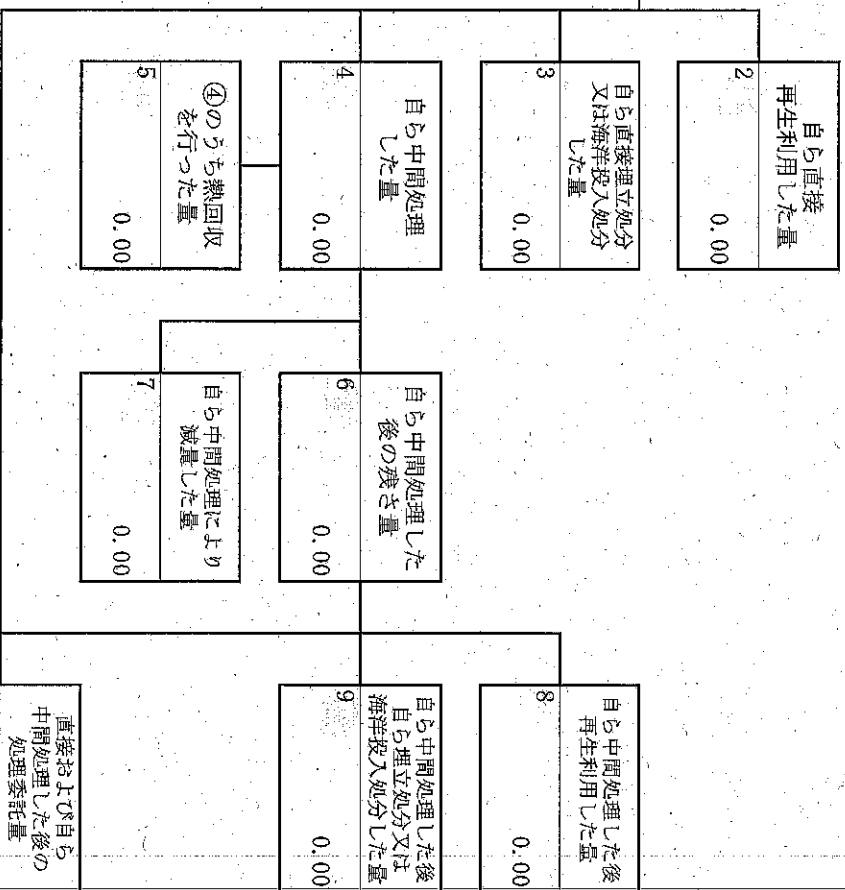 自ら直接
再生利用した量
2
0.00
自ら直接埋立処分
又は海洋投入処分
した量
3
0.00
自ら中間処理
した量
4
0.00
④のうち熱回収
を行った量
5
0.00
自ら中間処理した
後の残さ量
6
0.00
自ら中間処理により
減量した量
7
0.00
自ら中間処理した後
再生利用した量
8
0.00
自ら中間処理した後
自ら埋立処分又は
海洋投入処分した量
9
0.00
直接および自ら
中間処理した後の
処理委託量